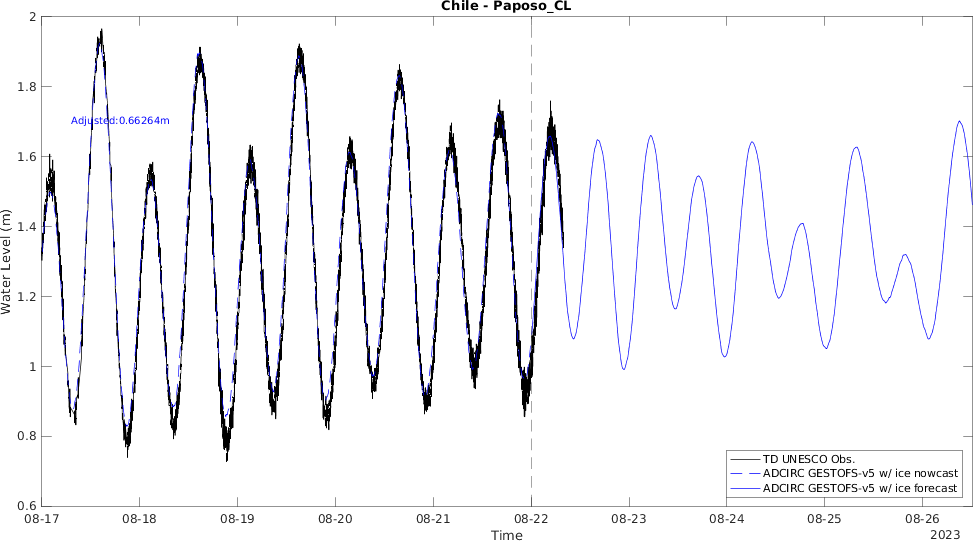 Chile - Paposo_CL
2
1.8
1.6
1.4
1.2
1
0.8
0.6
Water Level (m)
Adjusted:0.66264m
TD UNESCO Obs.
ADCIRC GESTOFS-v5 w/ ice nowcast
ADCIRC GESTOFS-v5 w/ ice forecast
08-17 08-18 08-19 08-20 08-21 08-22 08-23 08-24 08-25 08-26
Time
2023